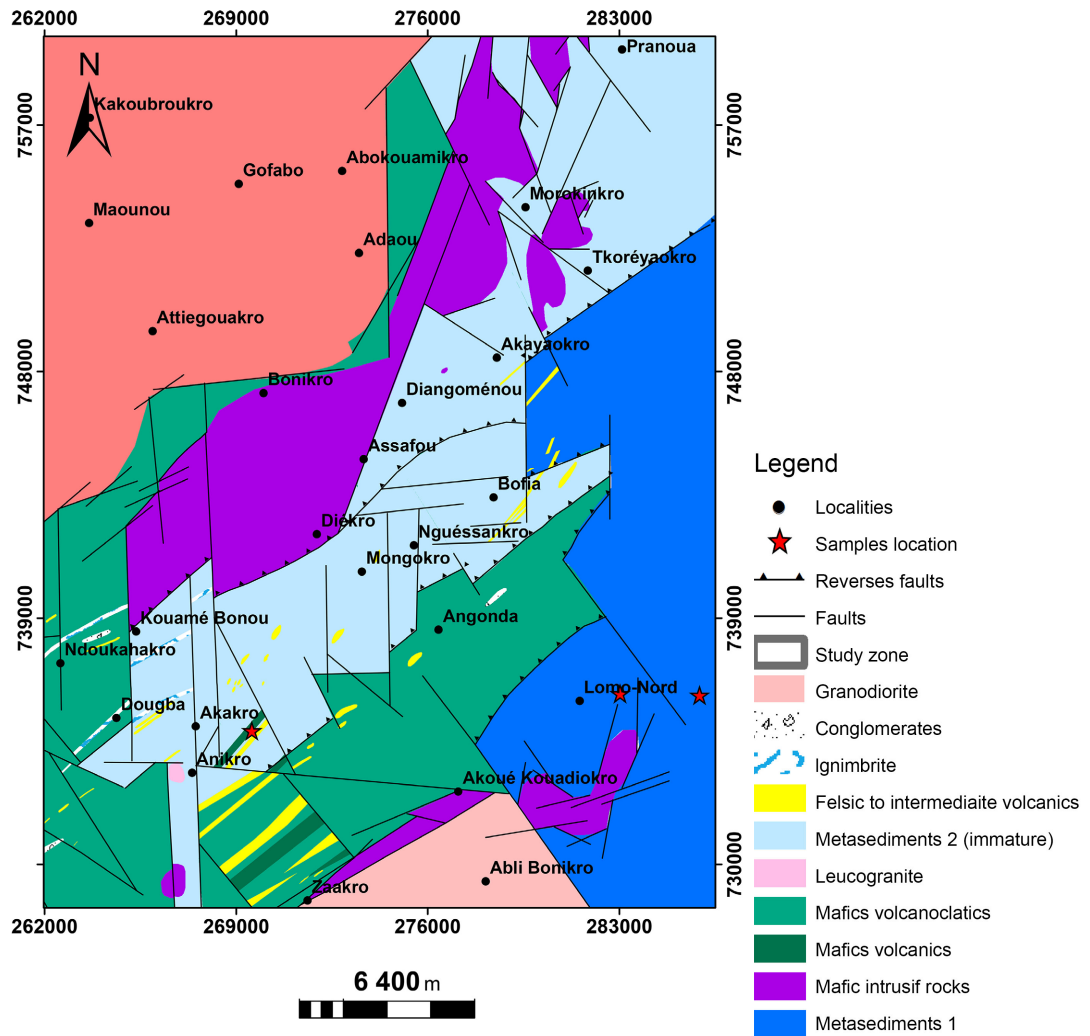 262000 269000 276000 283000
N
757000 757000
Pranoua
Kakoubroukro
Abokouamikro
Gofabo
Morokinkro
Maounou
Adaou
Tkoréyaokro
Attiegouakro
Akayaokro
748000 748000
Bonikro
Diangoménou
Assafou
Bofia
Diékro
Nguéssankro
Mongokro
739000 739000
Kouamé Bonou
Angonda
Ndoukahakro
Lomo-Nord
Dougba
Akakro
Anikro
Akoué Kouadiokro
730000 730000
Abli Bonikro
Zaakro
262000 269000 276000 283000
6 400 m
Legend
Localities
Samples location
Reverses faults
Faults
Study zone
Granodiorite
Conglomerates
Ignimbrite
Felsic to intermediaite volcanics
Metasediments 2 (immature)
Leucogranite
Mafics volcanoclatics
Mafics volcanics
Mafic intrusif rocks
Metasediments 1